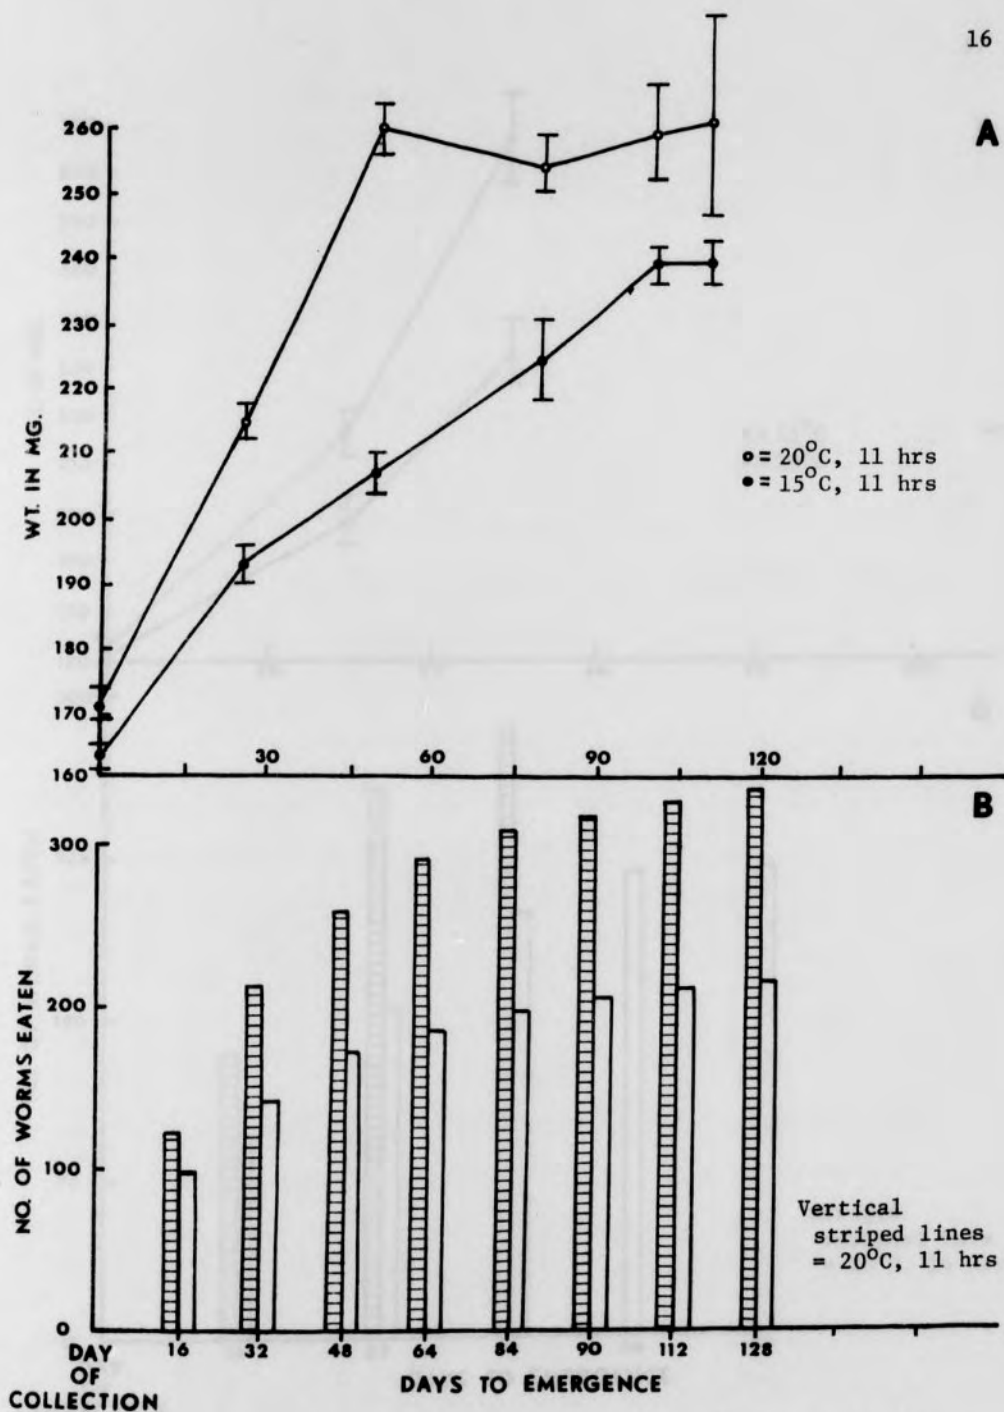 16
A
260
250
240
230
220
210
200
190
180
170
160
WT. IN MG.
= 20°C, 11 hrs
= 15°C, 11 hrs
30
60
90
120
B
300
200
100
0
NO. OF WORMS EATEN
Vertical
striped lines
= 20°C, 11 hrs
16
32
48
64
84
90
112
128
DAY
OF
COLLECTION
DAYS TO EMERGENCE